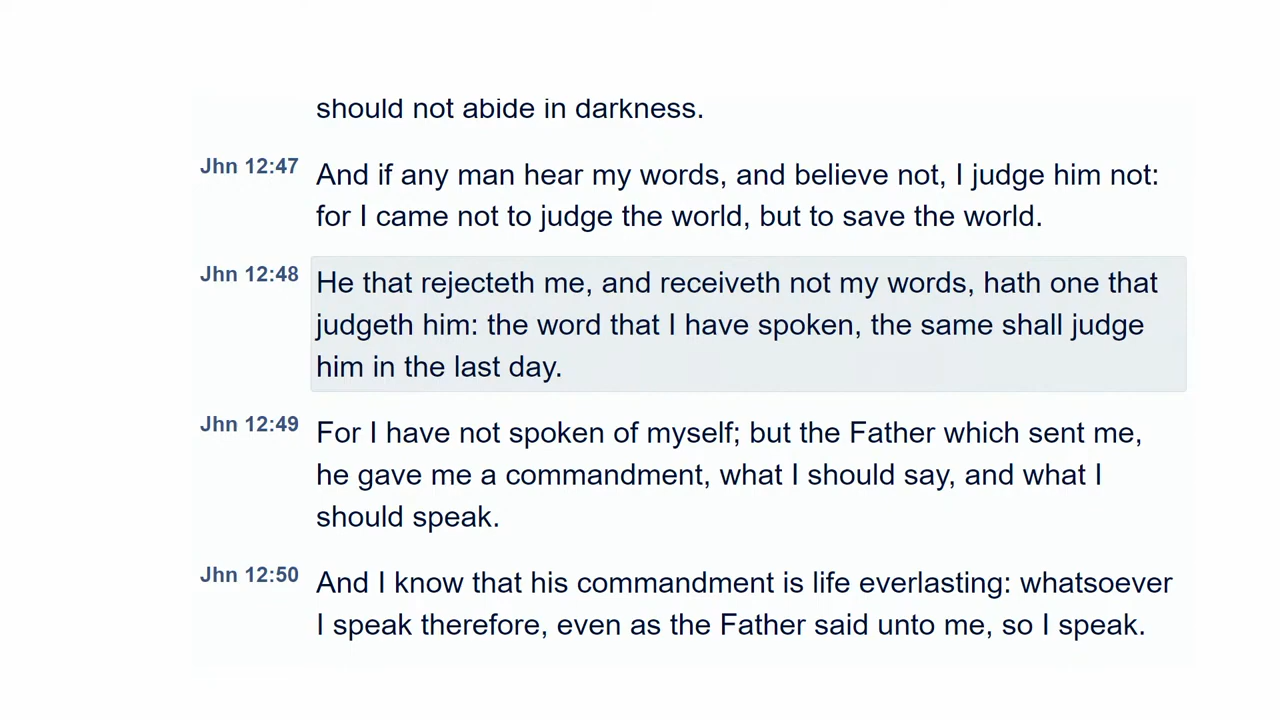 should not abide in darkness.
Jhn 12:47 And if any man hear my words, and believe not, I judge him not:
for I came not to judge the world, but to save the world.
Jhn 12:48 He that rejecteth me, and receiveth not my words, hath one that
judgeth him: the word that I have spoken, the same shall judge
him in the last day.
Jhn 12:49 For I have not spoken of myself; but the Father which sent me,
he gave me a commandment, what I should say, and what I
should speak.
Jhn 12:50 And I know that his commandment is life everlasting: whatsoever
I speak therefore, even as the Father said unto me, so I speak.